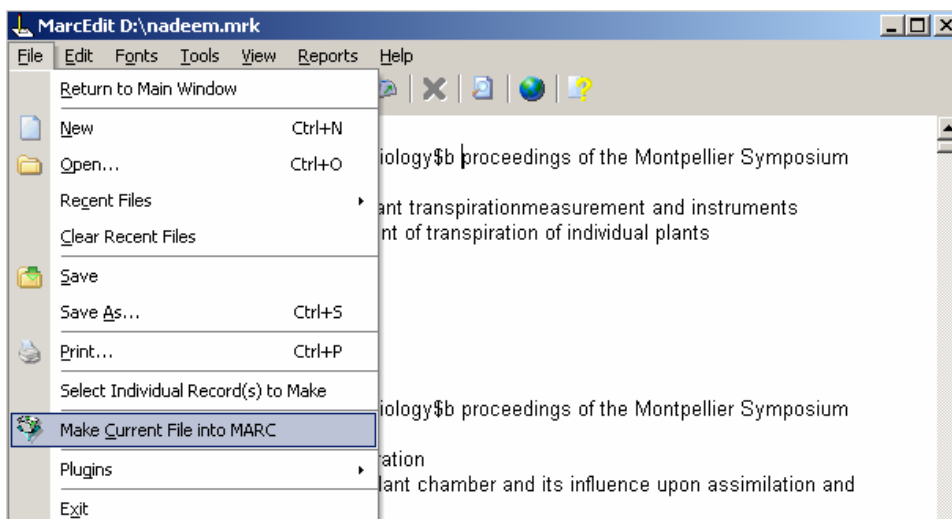 MarcEdit D:\nadeem.mrk
File Edit Fonts Tools View Reports Help
Return to Main Window
New Ctrl+N
Open... Ctrl+O
Recent Files
Clear Recent Files
Save
Save As... Ctrl+S
Print... Ctrl+P
Select Individual Record(s) to Make
Make Current File into MARC
Plugins
Exit
iology$b proceedings of the Montpellier Symposium
ant transpirationmeasurement and instruments
nt of transpiration of individual plants
iology$b proceedings of the Montpellier Symposium
ration
lant chamber and its influence upon assimilation and